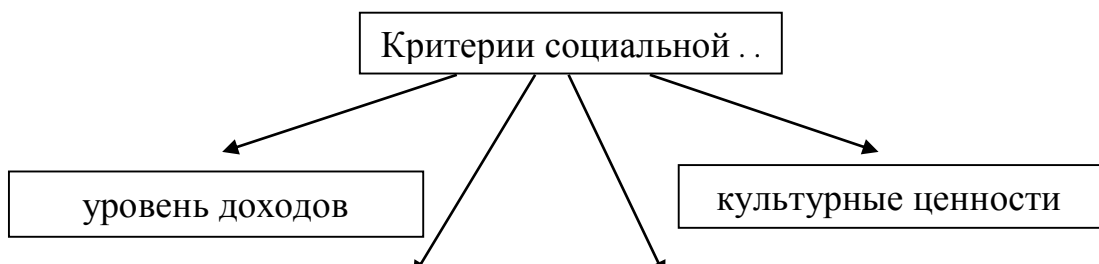 Критерии социальной . .
уровень доходов
культурные ценности